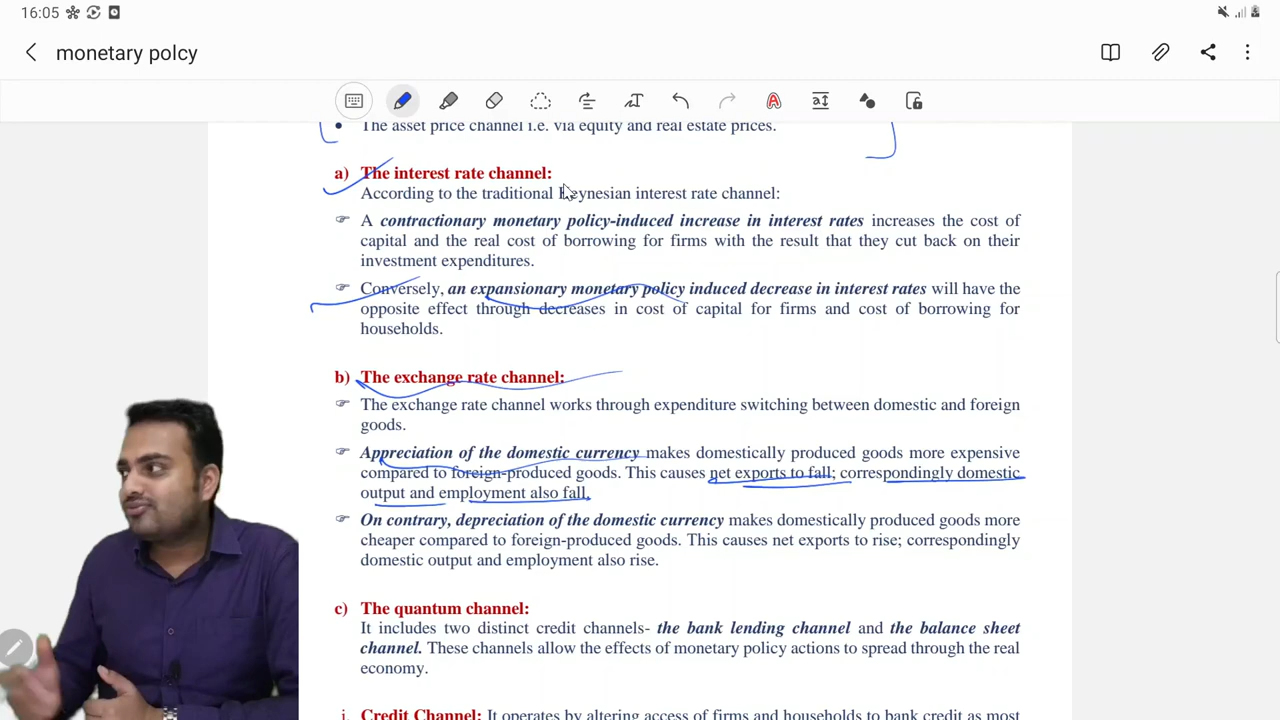 16:05
monetary polcy
• The asset price channel i.e. via equity and real estate prices.
a) The interest rate channel:
According to the traditional Keynesian interest rate channel:
☞ A contractionary monetary policy-induced increase in interest rates increases the cost of
capital and the real cost of borrowing for firms with the result that they cut back on their
investment expenditures.
☞ Conversely, an expansionary monetary policy induced decrease in interest rates will have the
opposite effect through decreases in cost of capital for firms and cost of borrowing for
households.
b) The exchange rate channel:
☞ The exchange rate channel works through expenditure switching between domestic and foreign
goods.
☞ Appreciation of the domestic currency makes domestically produced goods more expensive
compared to foreign-produced goods. This causes net exports to fall; correspondingly domestic
output and employment also fall.
☞ On contrary, depreciation of the domestic currency makes domestically produced goods more
cheaper compared to foreign-produced goods. This causes net exports to rise; correspondingly
domestic output and employment also rise.
c) The quantum channel:
It includes two distinct credit channels- the bank lending channel and the balance sheet
channel. These channels allow the effects of monetary policy actions to spread through the real
economy.
i. Credit Channel: It operates by altering access of firms and households to bank credit as most